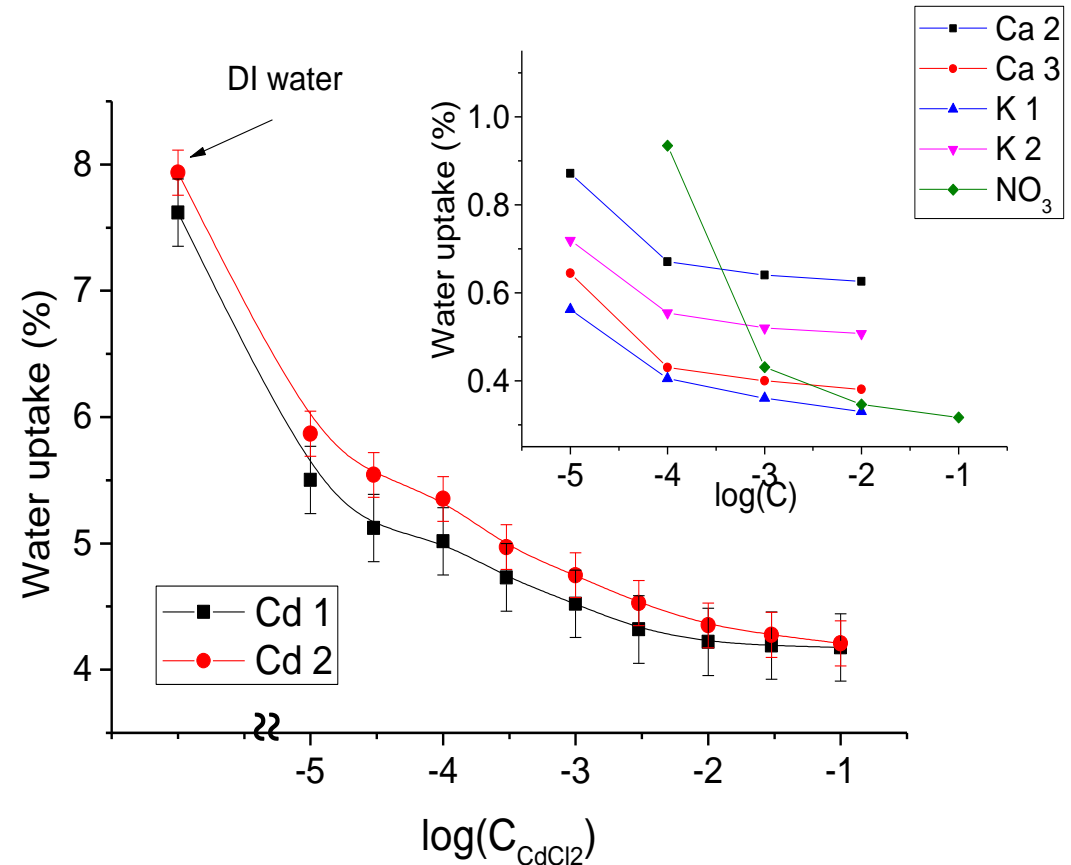 DI water
Water uptake (%)
8
7
6
5
4
-5
-4
-3
-2
-1
log(C_CdCl2)
Cd 1
Cd 2
Water uptake (%)
1.0
0.8
0.6
0.4
-5
-4
-3
-2
-1
log(C)
Ca 2
Ca 3
K 1
K 2
NO₃